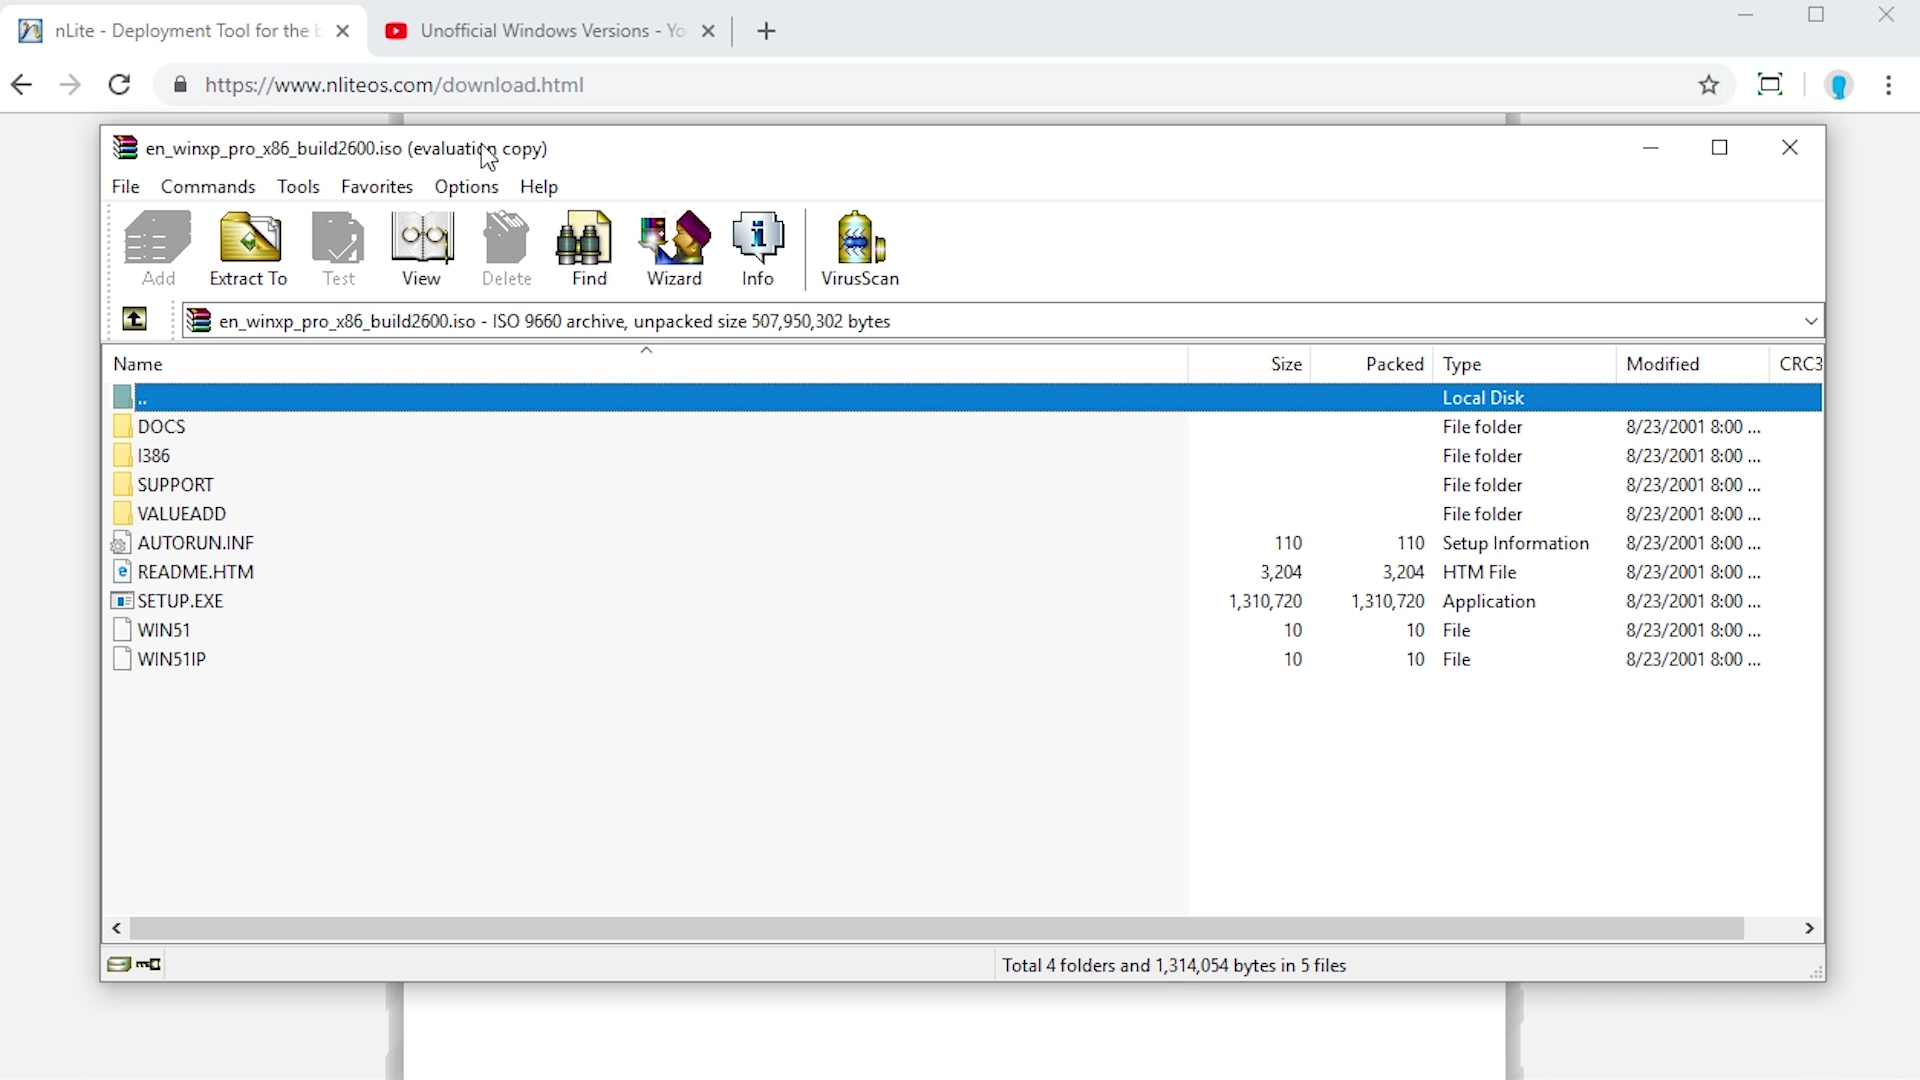 nLite - Deployment Tool for the b
Unofficial Windows Versions - Yo
https://www.nliteos.com/download.html
en_winxp_pro_x86_build2600.iso (evaluation copy)
File Commands Tools Favorites Options Help
Add Extract To Test View Delete Find Wizard Info VirusScan
en_winxp_pro_x86_build2600.iso - ISO 9660 archive, unpacked size 507,950,302 bytes
Name Size Packed Type Modified CRC3
.. Local Disk
DOCS File folder 8/23/2001 8:00 ...
I386 File folder 8/23/2001 8:00 ...
SUPPORT File folder 8/23/2001 8:00 ...
VALUEADD File folder 8/23/2001 8:00 ...
AUTORUN.INF 110 110 Setup Information 8/23/2001 8:00 ...
README.HTM 3,204 3,204 HTM File 8/23/2001 8:00 ...
SETUP.EXE 1,310,720 1,310,720 Application 8/23/2001 8:00 ...
WIN51 10 10 File 8/23/2001 8:00 ...
WIN51IP 10 10 File 8/23/2001 8:00 ...
Total 4 folders and 1,314,054 bytes in 5 files